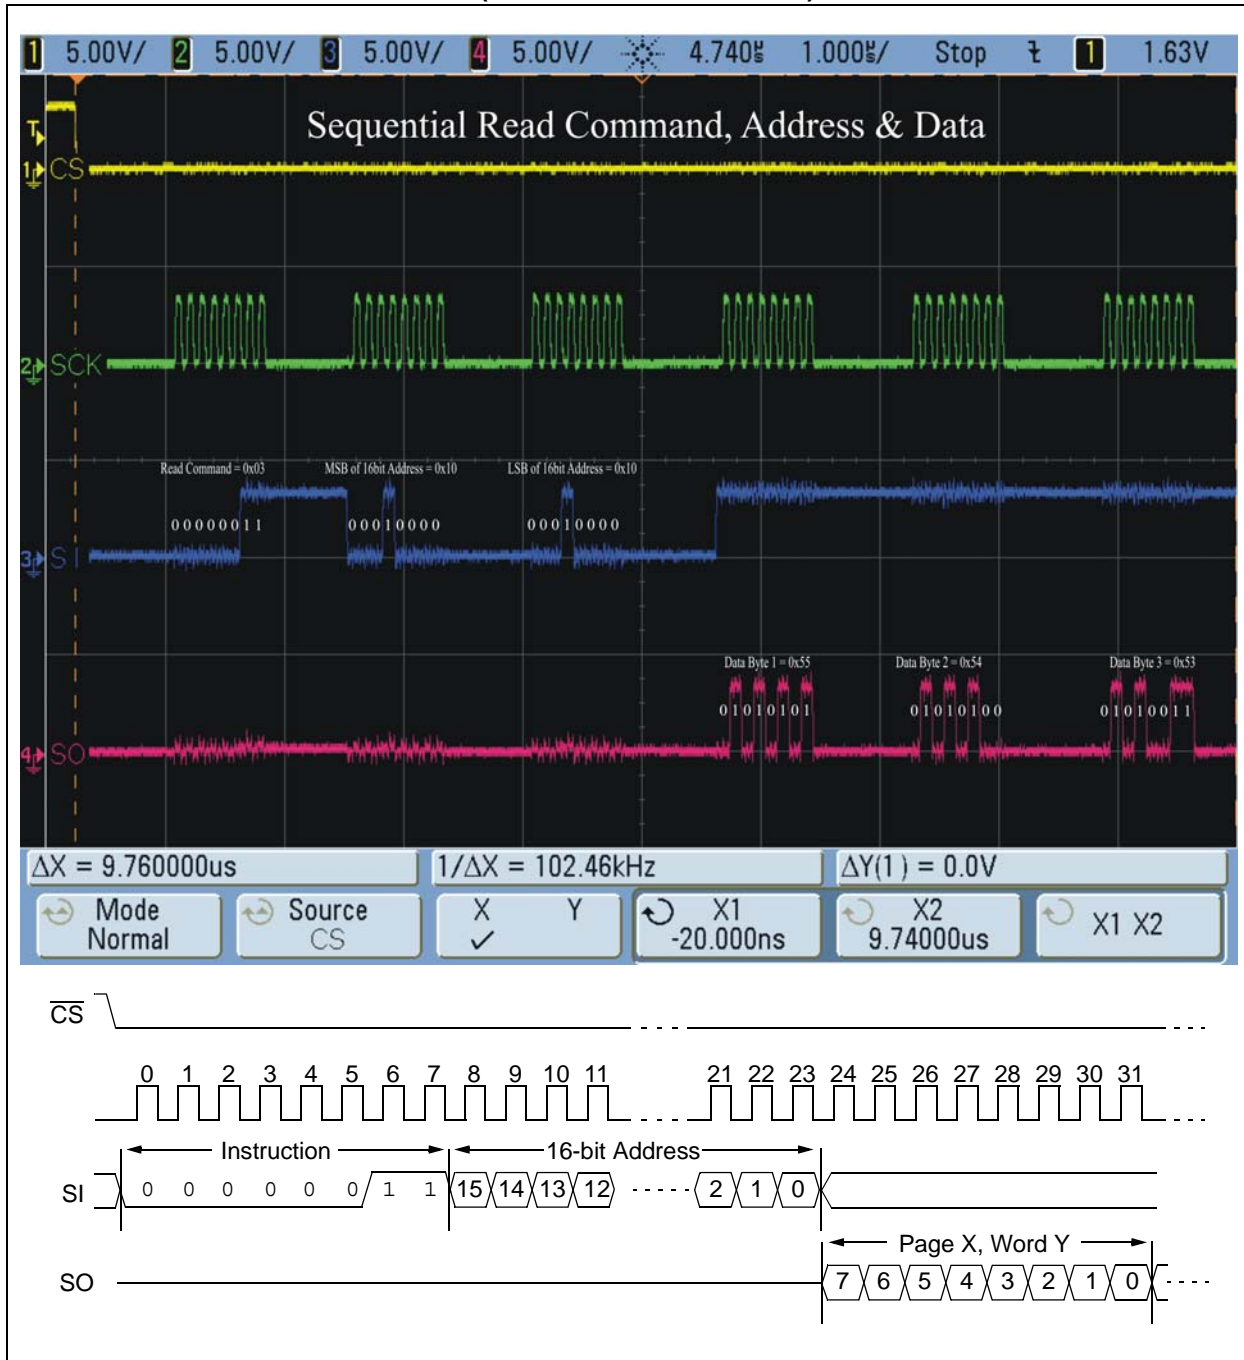 1 5.00V/ 2 5.00V/ 3 5.00V/ 4 5.00V/ 4.740µs 1.000µs/ Stop 1 1.63V
Sequential Read Command, Address & Data
T
1 CS
2 SCK
Read Command = 0x03 MSB of 16bit Address = 0x10 LSB of 16bit Address = 0x10
0 0 0 0 0 0 1 1 0 0 0 1 0 0 0 0 0 0 0 1 0 0 0 0
3 SI
Data Byte 1 = 0x55 Data Byte 2 = 0x54 Data Byte 3 = 0x53
0 1 0 1 0 1 0 1 0 1 0 1 0 1 0 0 0 1 0 1 0 0 1 1
4 SO
ΔX = 9.760000us 1/ΔX = 102.46kHz ΔY(1) = 0.0V
Mode Source X Y X1 X2 X1 X2
Normal CS ✓ -20.000ns 9.74000us
CS
0 1 2 3 4 5 6 7 8 9 10 11 21 22 23 24 25 26 27 28 29 30 31
Instruction 16-bit Address
SI 0 0 0 0 0 0 1 1 15 14 13 12 2 1 0
Page X, Word Y
SO 7 6 5 4 3 2 1 0